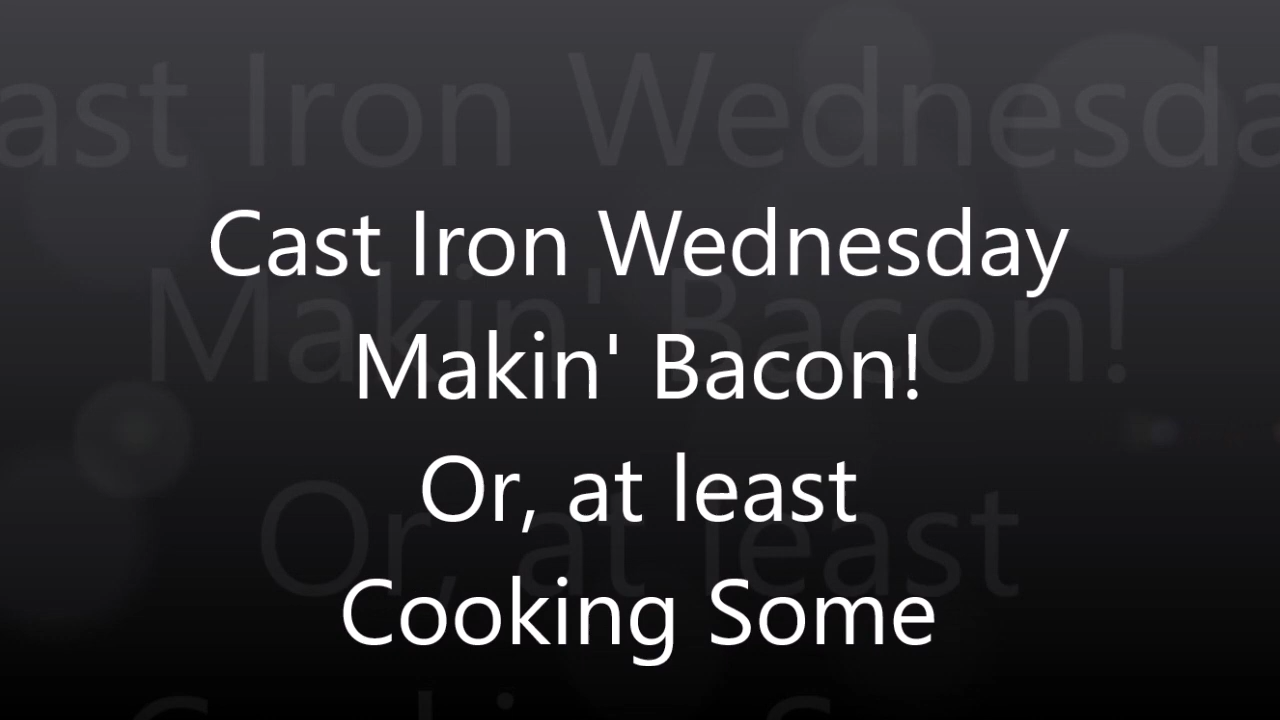 Cast Iron Wednesday
Makin' Bacon!
Or, at least
Cooking Some